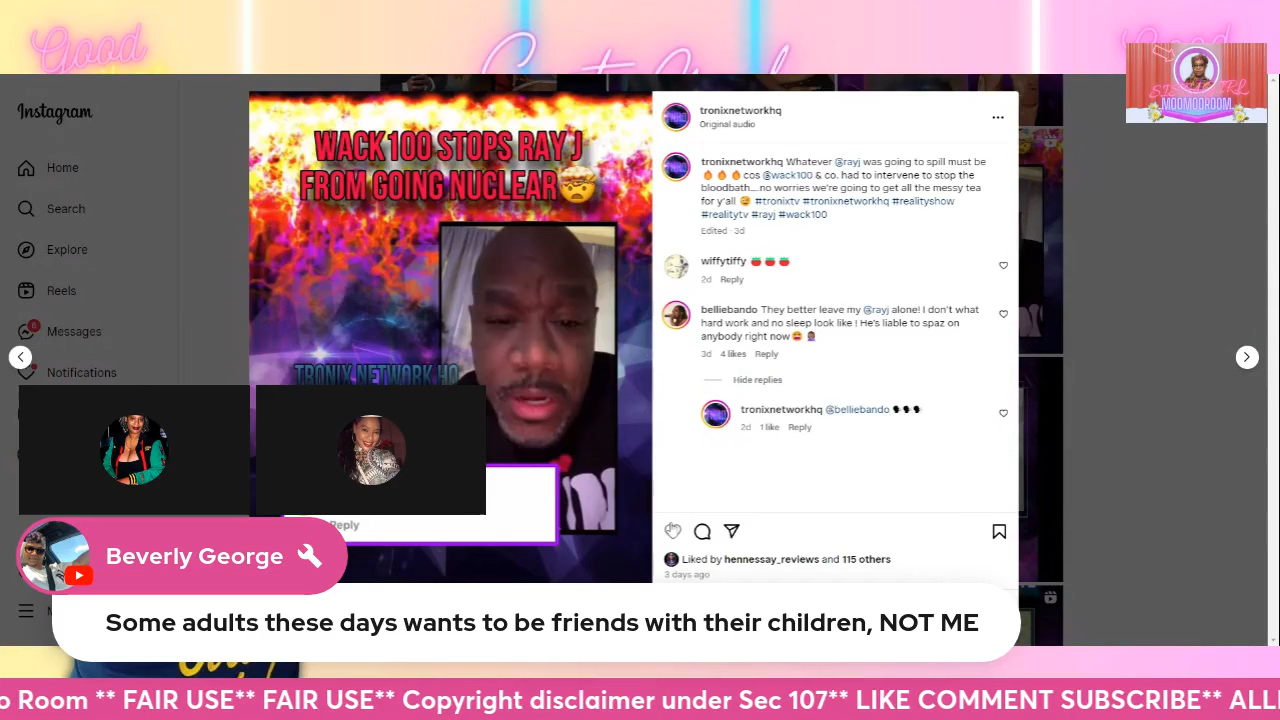 Good
Good
MOOMOOROOM
Instagram
Home
Search
Explore
Reels
6
Messages
Notifications
WACK100 STOPS RAY J
FROM GOING NUCLEAR🤯
TRONIX NETWORK HQ
Reply
tronixnetworkhq
Original audio
tronixnetworkhq Whatever @rayj was going to spill must be
🔥🔥🔥cos @wack100 & co. had to intervene to stop the
bloodbath....no worries we're going to get all the messy tea
for y'all 🥰 #tronixtv #tronixnetworkhq #realityshow
#realitytv #rayj #wack100
Edited · 3d
wiffytiffy 🍅🍅🍅
2d Reply
belliebando They better leave my @rayj alone! I don't what
hard work and no sleep look like ! He's liable to spaz on
anybody right now🤩
3d 4 likes Reply
Hide replies
tronixnetworkhq @belliebando 🗣🗣🗣
2d 1 like Reply
Liked by hennessay_reviews and 115 others
3 days ago
Beverly George
Some adults these days wants to be friends with their children, NOT ME
o Room ** FAIR USE** FAIR USE** Copyright disclaimer under Sec 107** LIKE COMMENT SUBSCRIBE** ALL